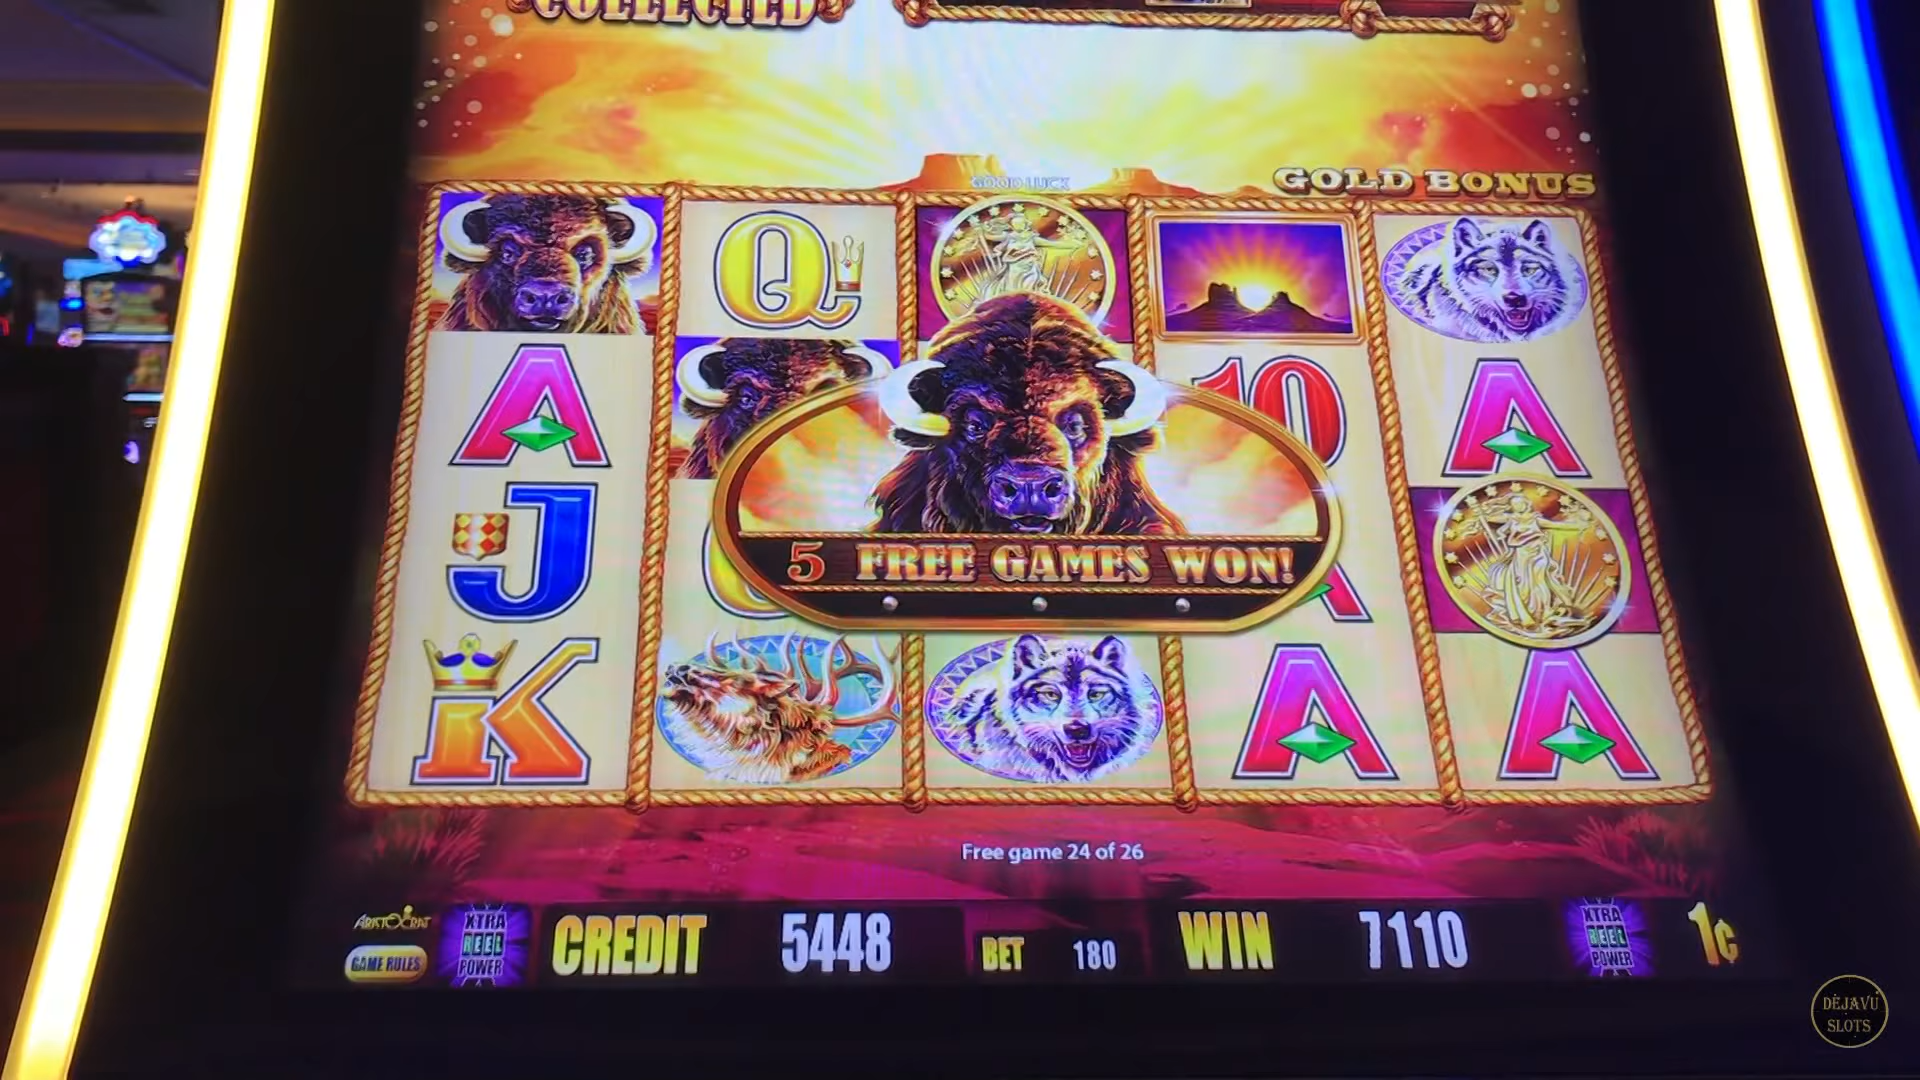 COLLECTED
GOOD LUCK
GOLD BONUS
Q
A
10
A
J
5 FREE GAMES WON!
K
A
A
Free game 24 of 26
ARISTOCRAT
GAME RULES
XTRA
REEL
POWER
CREDIT 5448
BET 180
WIN 7110
XTRA
REEL
POWER
1¢
DEJAVU
SLOTS